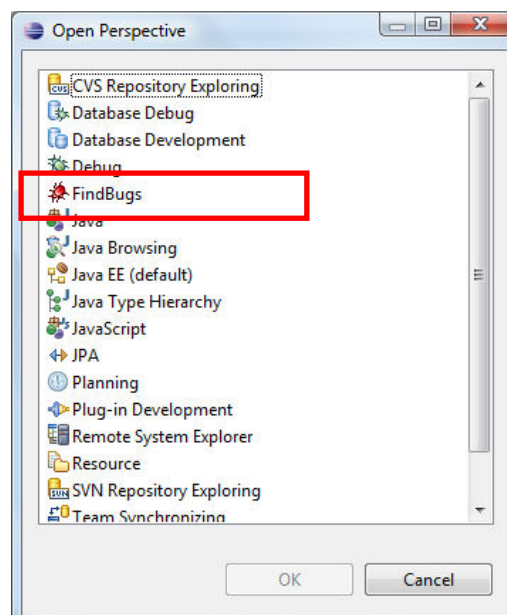 Open Perspective
CVS Repository Exploring
Database Debug
Database Development
Debug
FindBugs
Java
Java Browsing
Java EE (default)
Java Type Hierarchy
JavaScript
JPA
Planning
Plug-in Development
Remote System Explorer
Resource
SVN Repository Exploring
Team Synchronizing
OK
Cancel